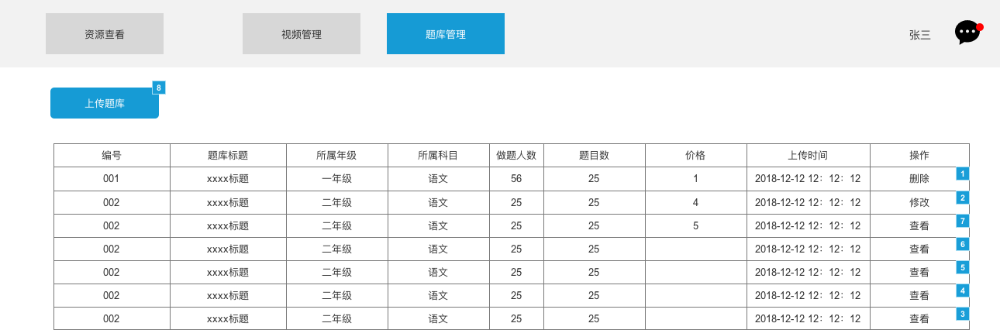 资源查看 视频管理 题库管理 张三
8
上传题库
编号 题库标题 所属年级 所属科目 做题人数 题目数 价格 上传时间 操作
001 xxxx标题 一年级 语文 56 25 1 2018-12-12 12：12：12 删除 1
002 xxxx标题 二年级 语文 25 25 4 2018-12-12 12：12：12 修改 2
002 xxxx标题 二年级 语文 25 25 5 2018-12-12 12：12：12 查看 7
002 xxxx标题 二年级 语文 25 25 2018-12-12 12：12：12 查看 6
002 xxxx标题 二年级 语文 25 25 2018-12-12 12：12：12 查看 5
002 xxxx标题 二年级 语文 25 25 2018-12-12 12：12：12 查看 4
002 xxxx标题 二年级 语文 25 25 2018-12-12 12：12：12 查看 3